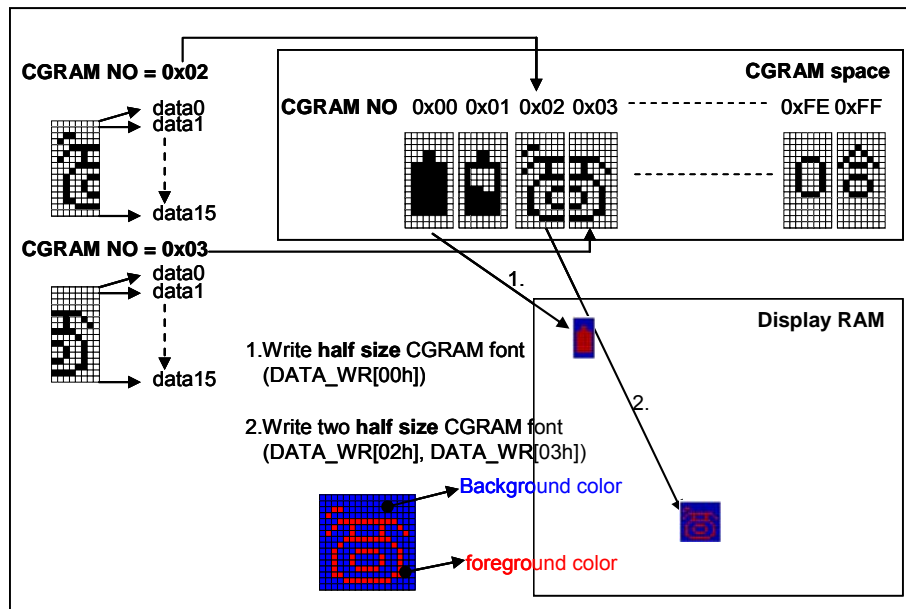 CGRAM NO = 0x02
data0
data1
data15
CGRAM NO = 0x03
data0
data1
data15
CGRAM space
CGRAM NO 0x00 0x01 0x02 0x03 0xFE 0xFF
1.
Display RAM
1.Write half size CGRAM font
(DATA_WR[00h])
2.
2.Write two half size CGRAM font
(DATA_WR[02h], DATA_WR[03h])
Background color
foreground color